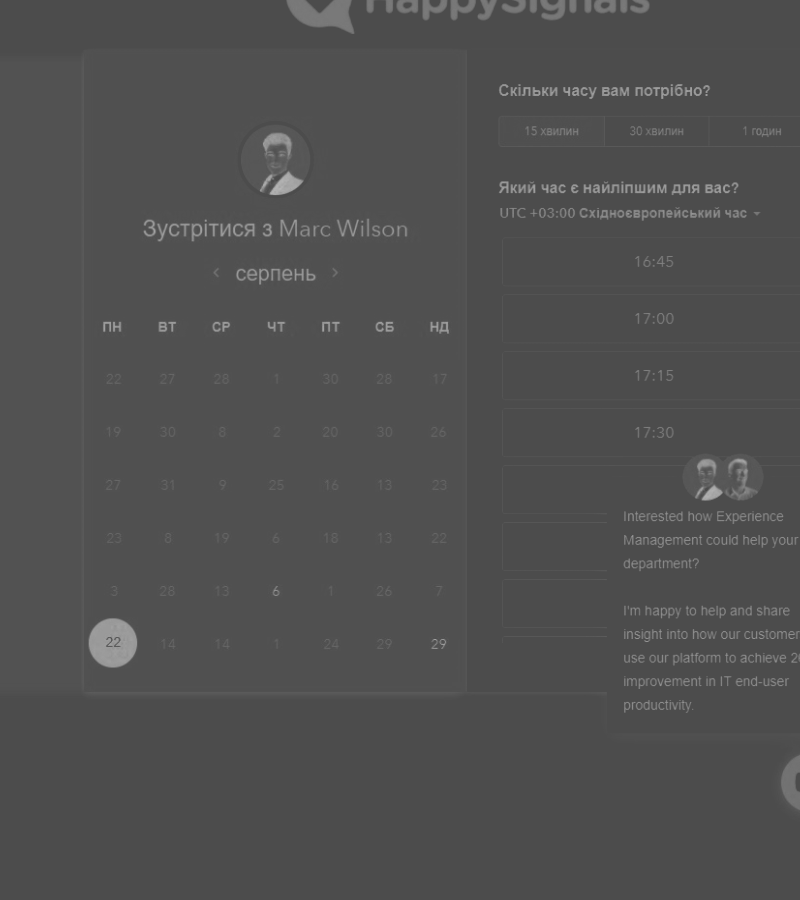 HappySignals
Зустрітися з Marc Wilson
серпень
ПН ВТ СР ЧТ ПТ СБ НД
22 27 28 1 30 28 17
19 30 8 2 20 30 26
27 31 9 25 16 13 23
23 8 19 6 18 13 22
3 28 13 6 1 26 7
22 14 14 1 24 29 29
Скільки часу вам потрібно?
15 хвилин 30 хвилин 1 годин
Який час є найліпшим для вас?
UTC +03:00 Східноєвропейський час
16:45
17:00
17:15
17:30
Interested how Experience
Management could help your
department?
I'm happy to help and share
insight into how our customer
use our platform to achieve 26
improvement in IT end-user
productivity.